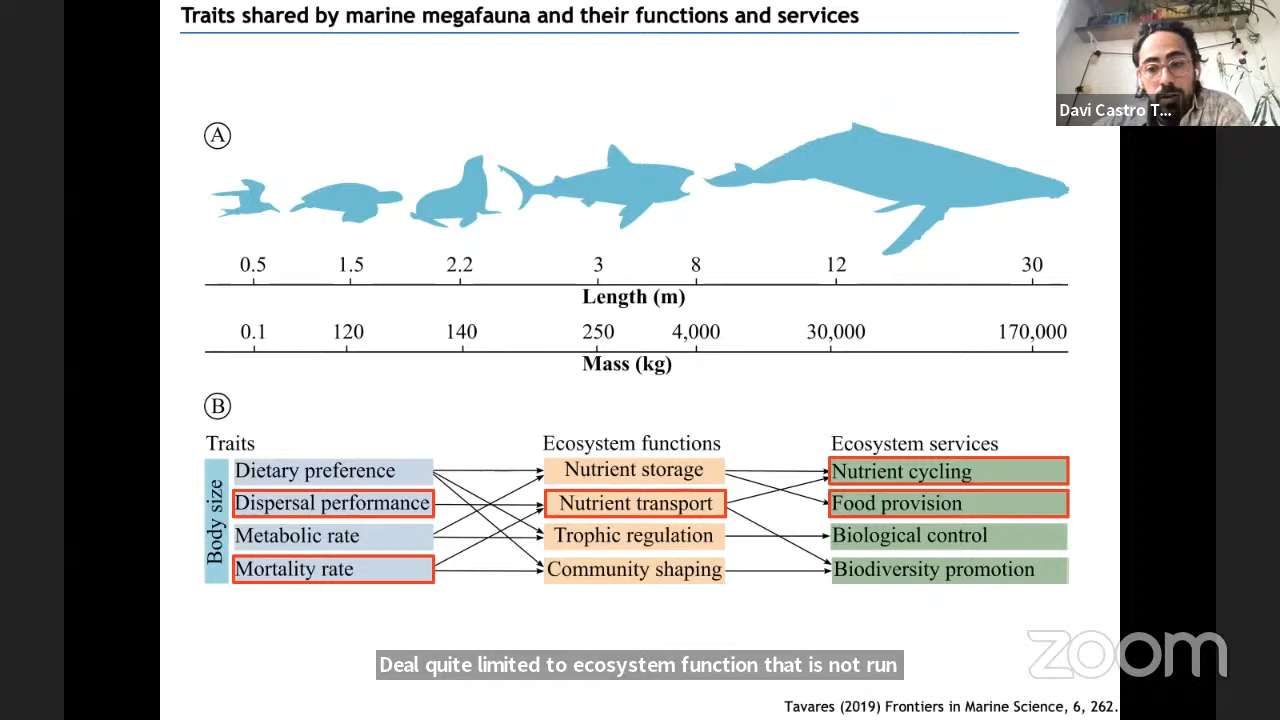 Traits shared by marine megafauna and their functions and services
Davi Castro T...
A
0.5 1.5 2.2 3 8 12 30
Length (m)
0.1 120 140 250 4,000 30,000 170,000
Mass (kg)
B
Traits Ecosystem functions Ecosystem services
Body size
Dietary preference Nutrient storage Nutrient cycling
Dispersal performance Nutrient transport Food provision
Metabolic rate Trophic regulation Biological control
Mortality rate Community shaping Biodiversity promotion
Deal quite limited to ecosystem function that is not run
zoom
Tavares (2019) Frontiers in Marine Science, 6, 262.